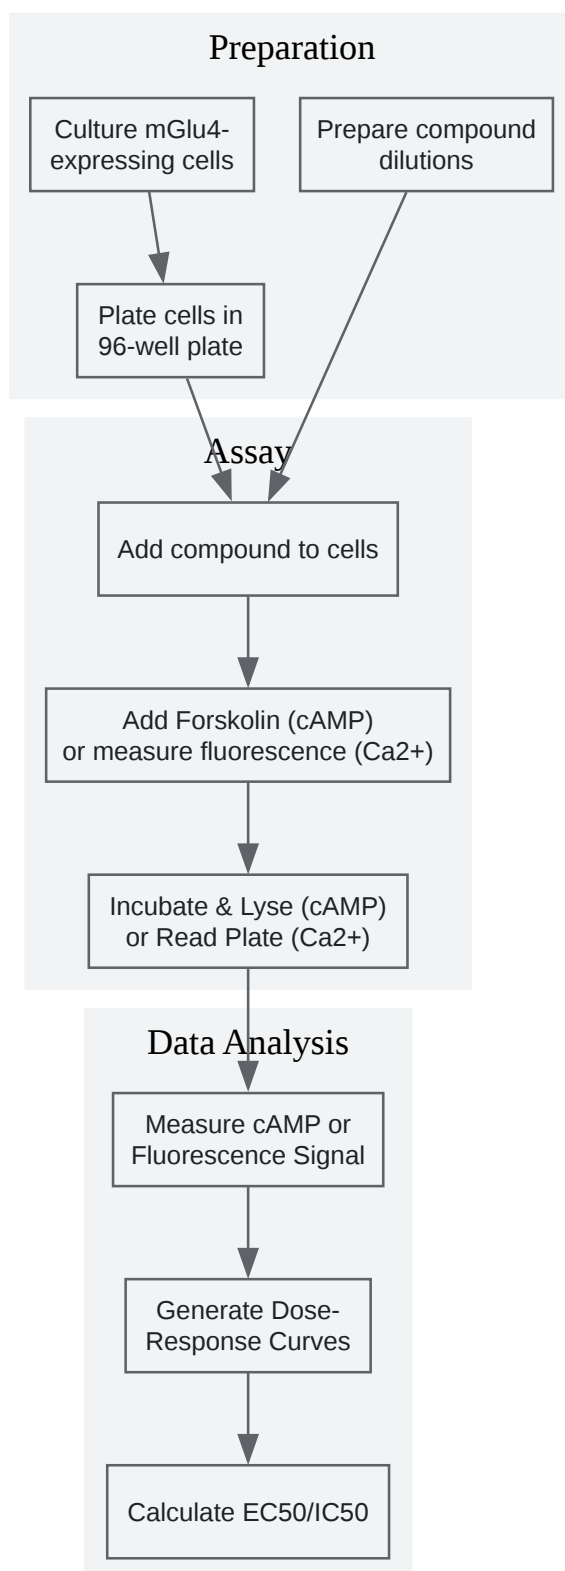 Preparation
Culture mGlu4-
expressing cells
Prepare compound
dilutions
Plate cells in
96-well plate
Assay
Add compound to cells
Add Forskolin (cAMP)
or measure fluorescence (Ca2+)
Incubate & Lyse (cAMP)
or Read Plate (Ca2+)
Data Analysis
Measure cAMP or
Fluorescence Signal
Generate Dose-
Response Curves
Calculate EC50/IC50